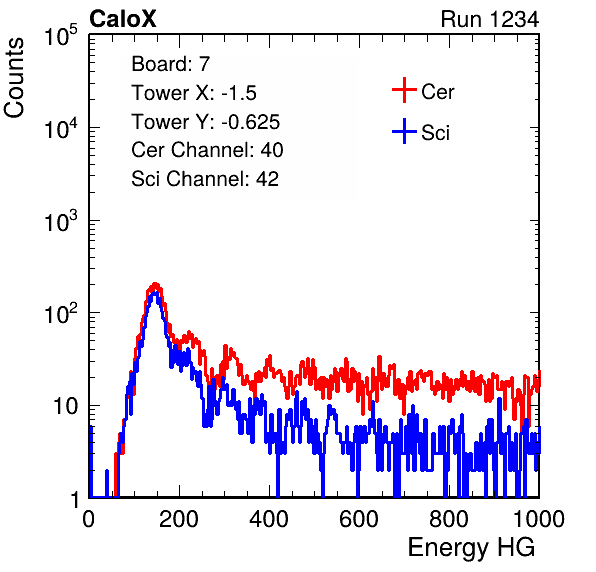 CaloX Run 1234
Counts
10^5
10^4
10^3
10^2
10
1
Board: 7
Tower X: -1.5
Tower Y: -0.625
Cer Channel: 40
Sci Channel: 42
Cer
Sci
0 200 400 600 800 1000
Energy HG